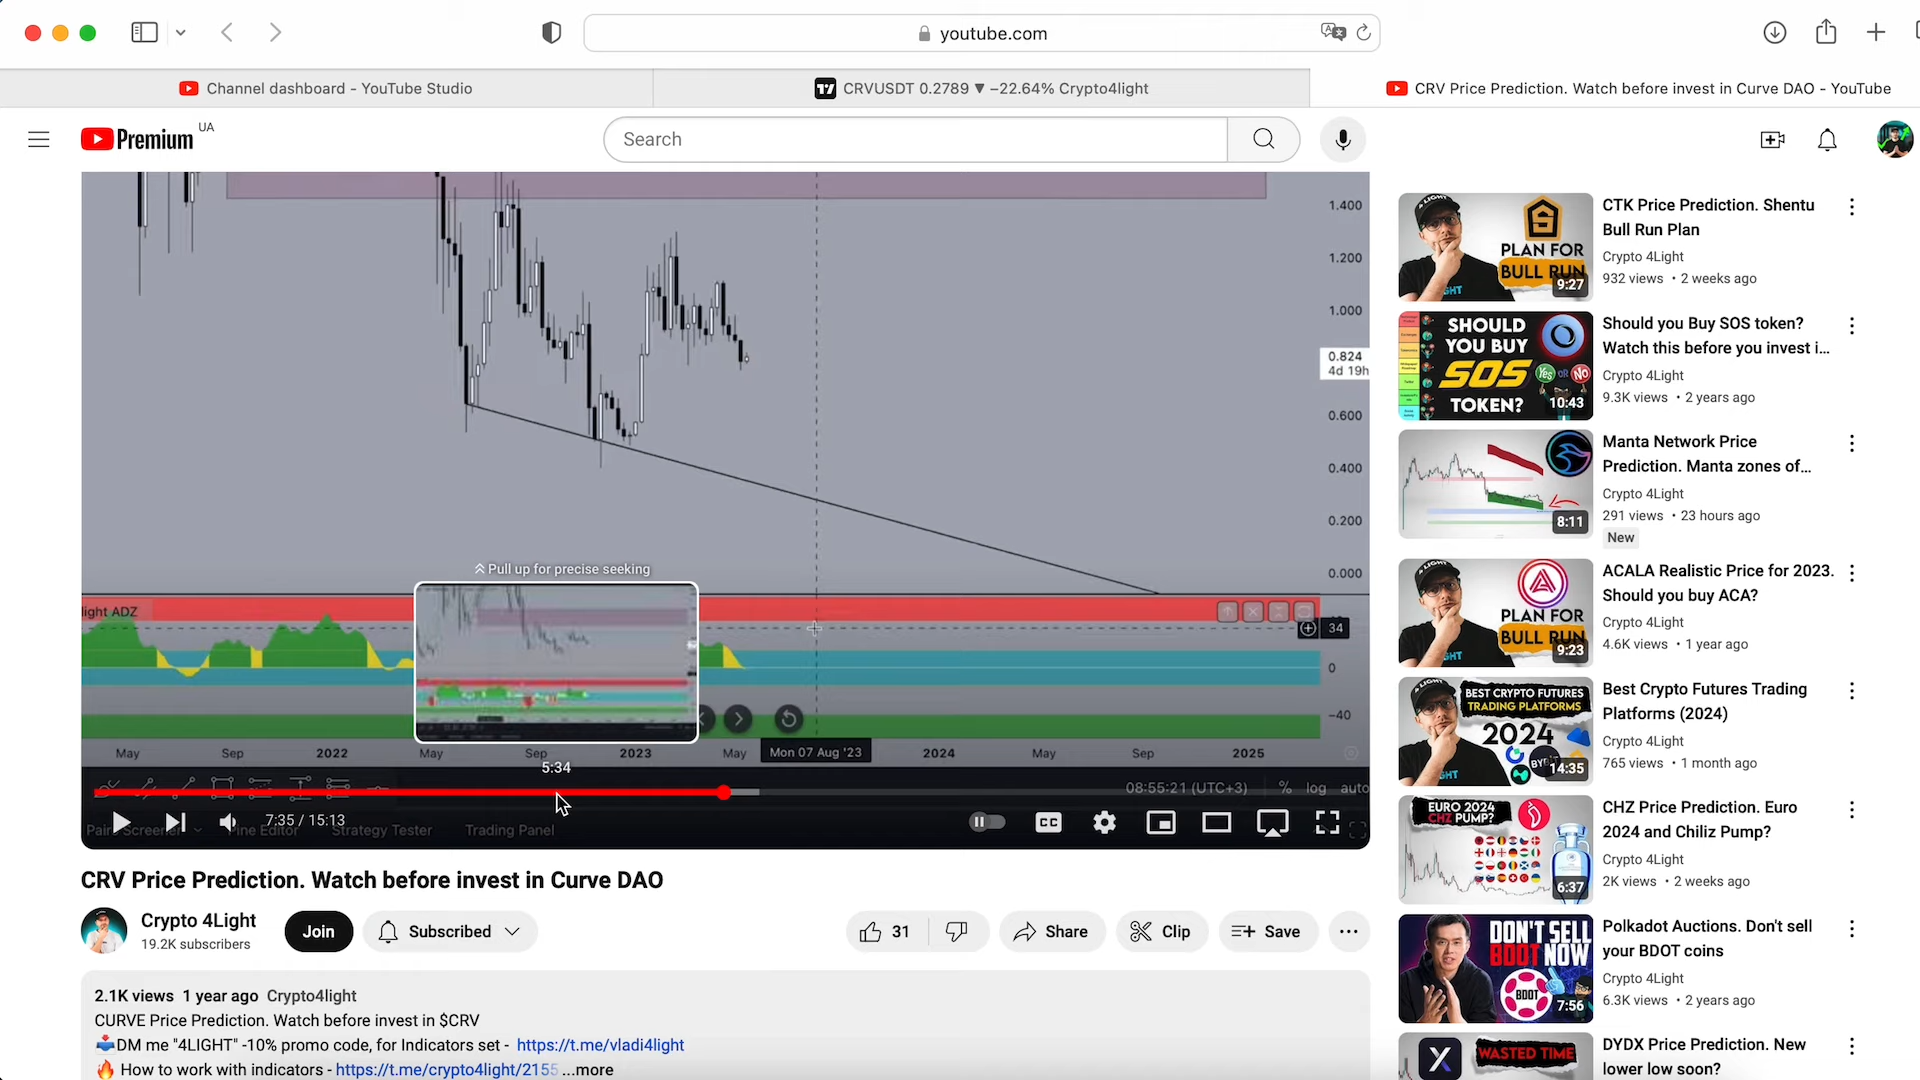 youtube.com
Channel dashboard - YouTube Studio
CRVUSDT 0.2789 ▼ −22.64% Crypto4light
CRV Price Prediction. Watch before invest in Curve DAO - YouTube
Premium UA
Search
1.400
1.200
1.000
0.824
4d 19h
0.600
0.400
0.200
0.000
Pull up for precise seeking
light ADZ
34
0
−40
May
Sep
2022
May
Sep
2023
May
Mon 07 Aug '23
2024
May
Sep
2025
5:34
08:55:21 (UTC+3)
%
log
auto
7:35 / 15:13
Pine Editor
Strategy Tester
Trading Panel
CC
CRV Price Prediction. Watch before invest in Curve DAO
Crypto 4Light
19.2K subscribers
Join
Subscribed
31
Share
Clip
Save
2.1K views 1 year ago Crypto4light
CURVE Price Prediction. Watch before invest in $CRV
DM me "4LIGHT" -10% promo code, for Indicators set - https://t.me/vladi4light
How to work with indicators - https://t.me/crypto4light/2155 ...more
PLAN FOR
BULL RUN
9:27
CTK Price Prediction. Shentu
Bull Run Plan
Crypto 4Light
932 views • 2 weeks ago
SHOULD
YOU BUY
SOS
TOKEN?
Yes OR No
10:43
Should you Buy SOS token?
Watch this before you invest i...
Crypto 4Light
9.3K views • 2 years ago
8:11
Manta Network Price
Prediction. Manta zones of...
Crypto 4Light
291 views • 23 hours ago
New
PLAN FOR
BULL RUN
9:23
ACALA Realistic Price for 2023.
Should you buy ACA?
Crypto 4Light
4.6K views • 1 year ago
BEST CRYPTO FUTURES
TRADING PLATFORMS
2024
14:35
Best Crypto Futures Trading
Platforms (2024)
Crypto 4Light
765 views • 1 month ago
EURO 2024
CHZ PUMP?
6:37
CHZ Price Prediction. Euro
2024 and Chiliz Pump?
Crypto 4Light
2K views • 2 weeks ago
DON'T SELL
BDOT NOW
BDOT
7:56
Polkadot Auctions. Don't sell
your BDOT coins
Crypto 4Light
6.3K views • 2 years ago
WASTED TIME
DYDX Price Prediction. New
lower low soon?